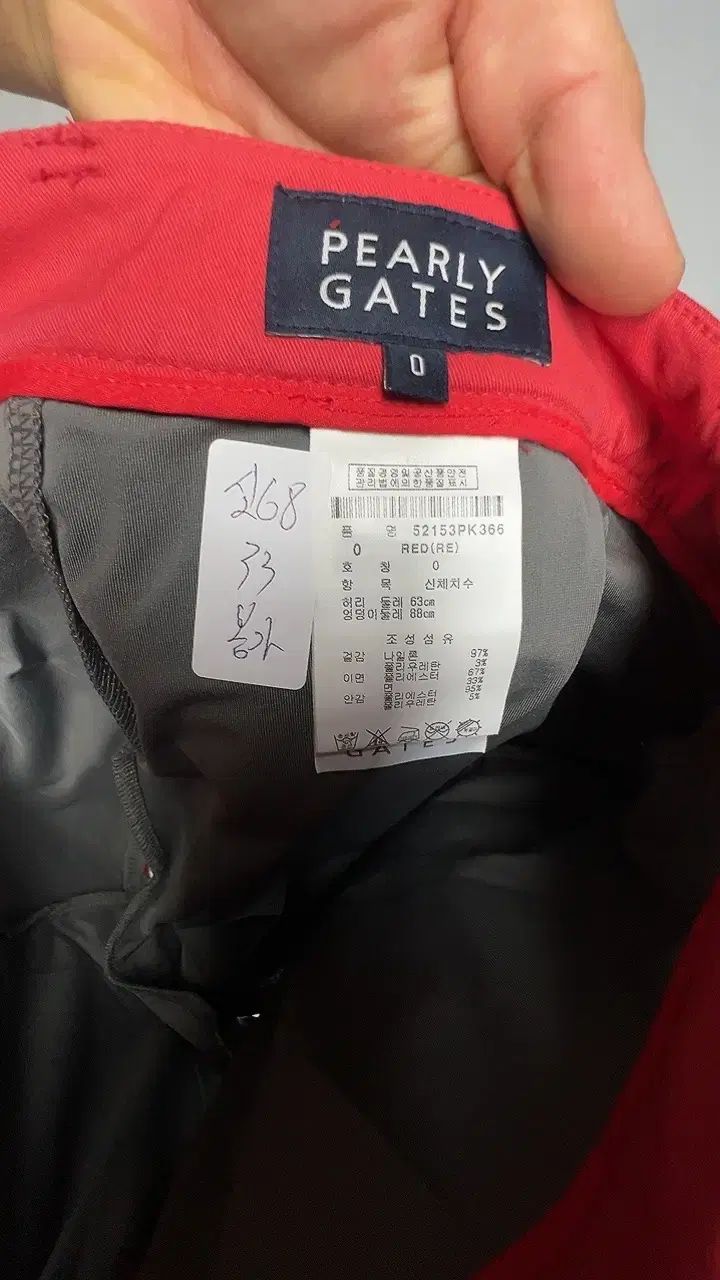 PEARLY
GATES
0
품질경영및공산품안전
관리법에의한품질표시
품 명 52153PK366
0 RED(RE)
호 칭 0
항 목 신체치수
허리 둘레 63cm
엉덩이둘레 88cm
조성섬유
겉감 나일론 97%
폴리우레탄 3%
이면 폴리에스터 67%
면 33%
안감 폴리에스터 95%
폴리우레탄 5%
GATES
268
33
봄가